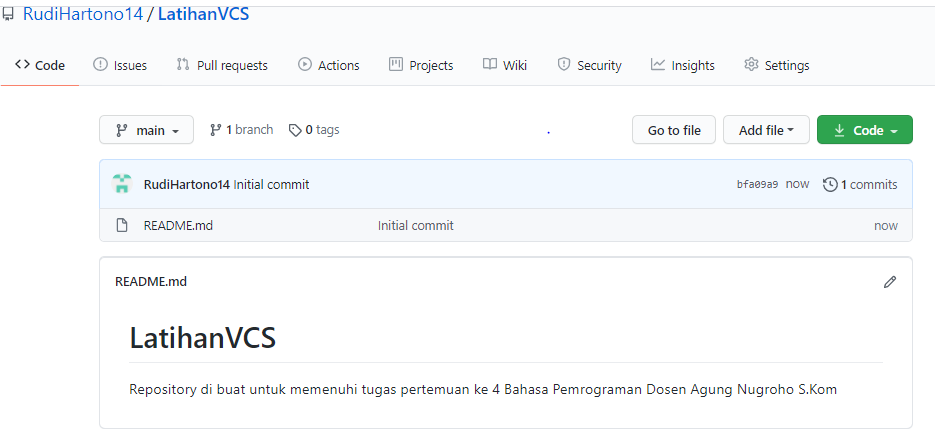 RudiHartono14 / LatihanVCS
Code Issues Pull requests Actions Projects Wiki Security Insights Settings
main 1 branch 0 tags Go to file Add file Code
RudiHartono14 Initial commit bfa09a9 now 1 commits
README.md Initial commit now
README.md
LatihanVCS
Repository di buat untuk memenuhi tugas pertemuan ke 4 Bahasa Pemrograman Dosen Agung Nugroho S.Kom